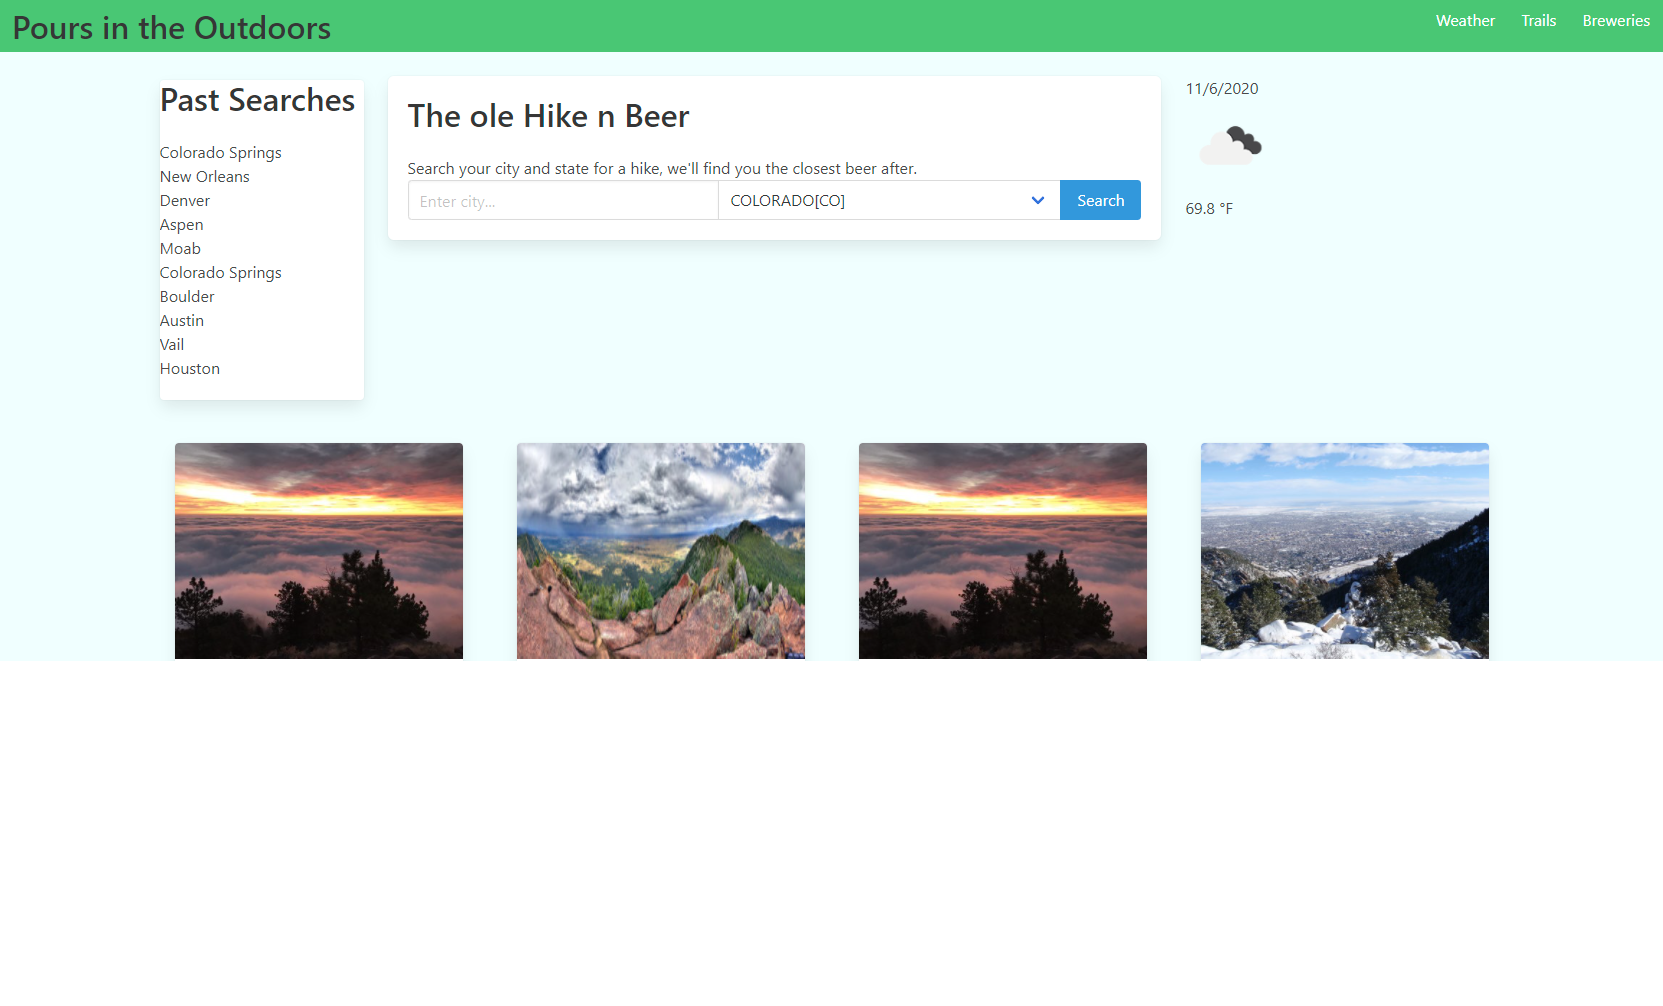 Pours in the Outdoors
Weather
Trails
Breweries
Past Searches
Colorado Springs
New Orleans
Denver
Aspen
Moab
Colorado Springs
Boulder
Austin
Vail
Houston
The ole Hike n Beer
Search your city and state for a hike, we'll find you the closest beer after.
Enter city...
COLORADO[CO]
Search
11/6/2020
69.8 °F